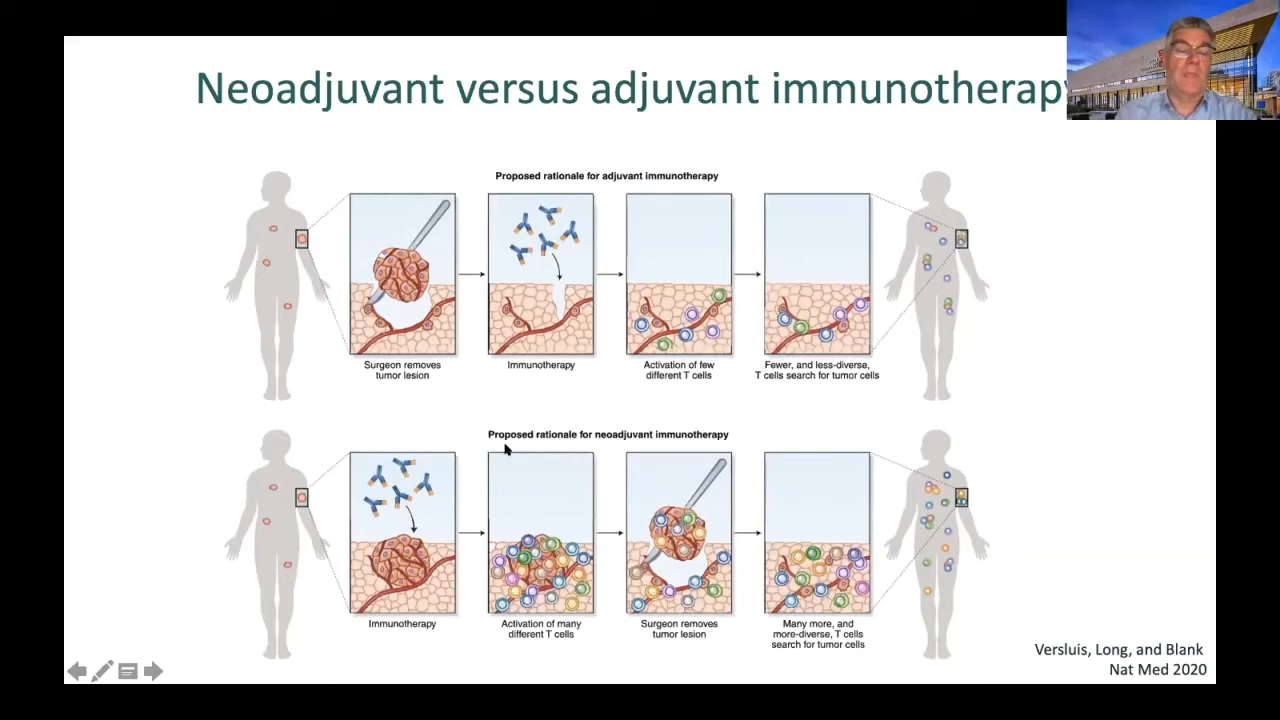 Neoadjuvant versus adjuvant immunotherapy
Proposed rationale for adjuvant immunotherapy
Surgeon removes
tumor lesion
Immunotherapy
Activation of few
different T cells
Fewer, and less-diverse,
T cells search for tumor cells
Proposed rationale for neoadjuvant immunotherapy
Immunotherapy
Activation of many
different T cells
Surgeon removes
tumor lesion
Many more, and
more-diverse, T cells
search for tumor cells
Versluis, Long, and Blank
Nat Med 2020